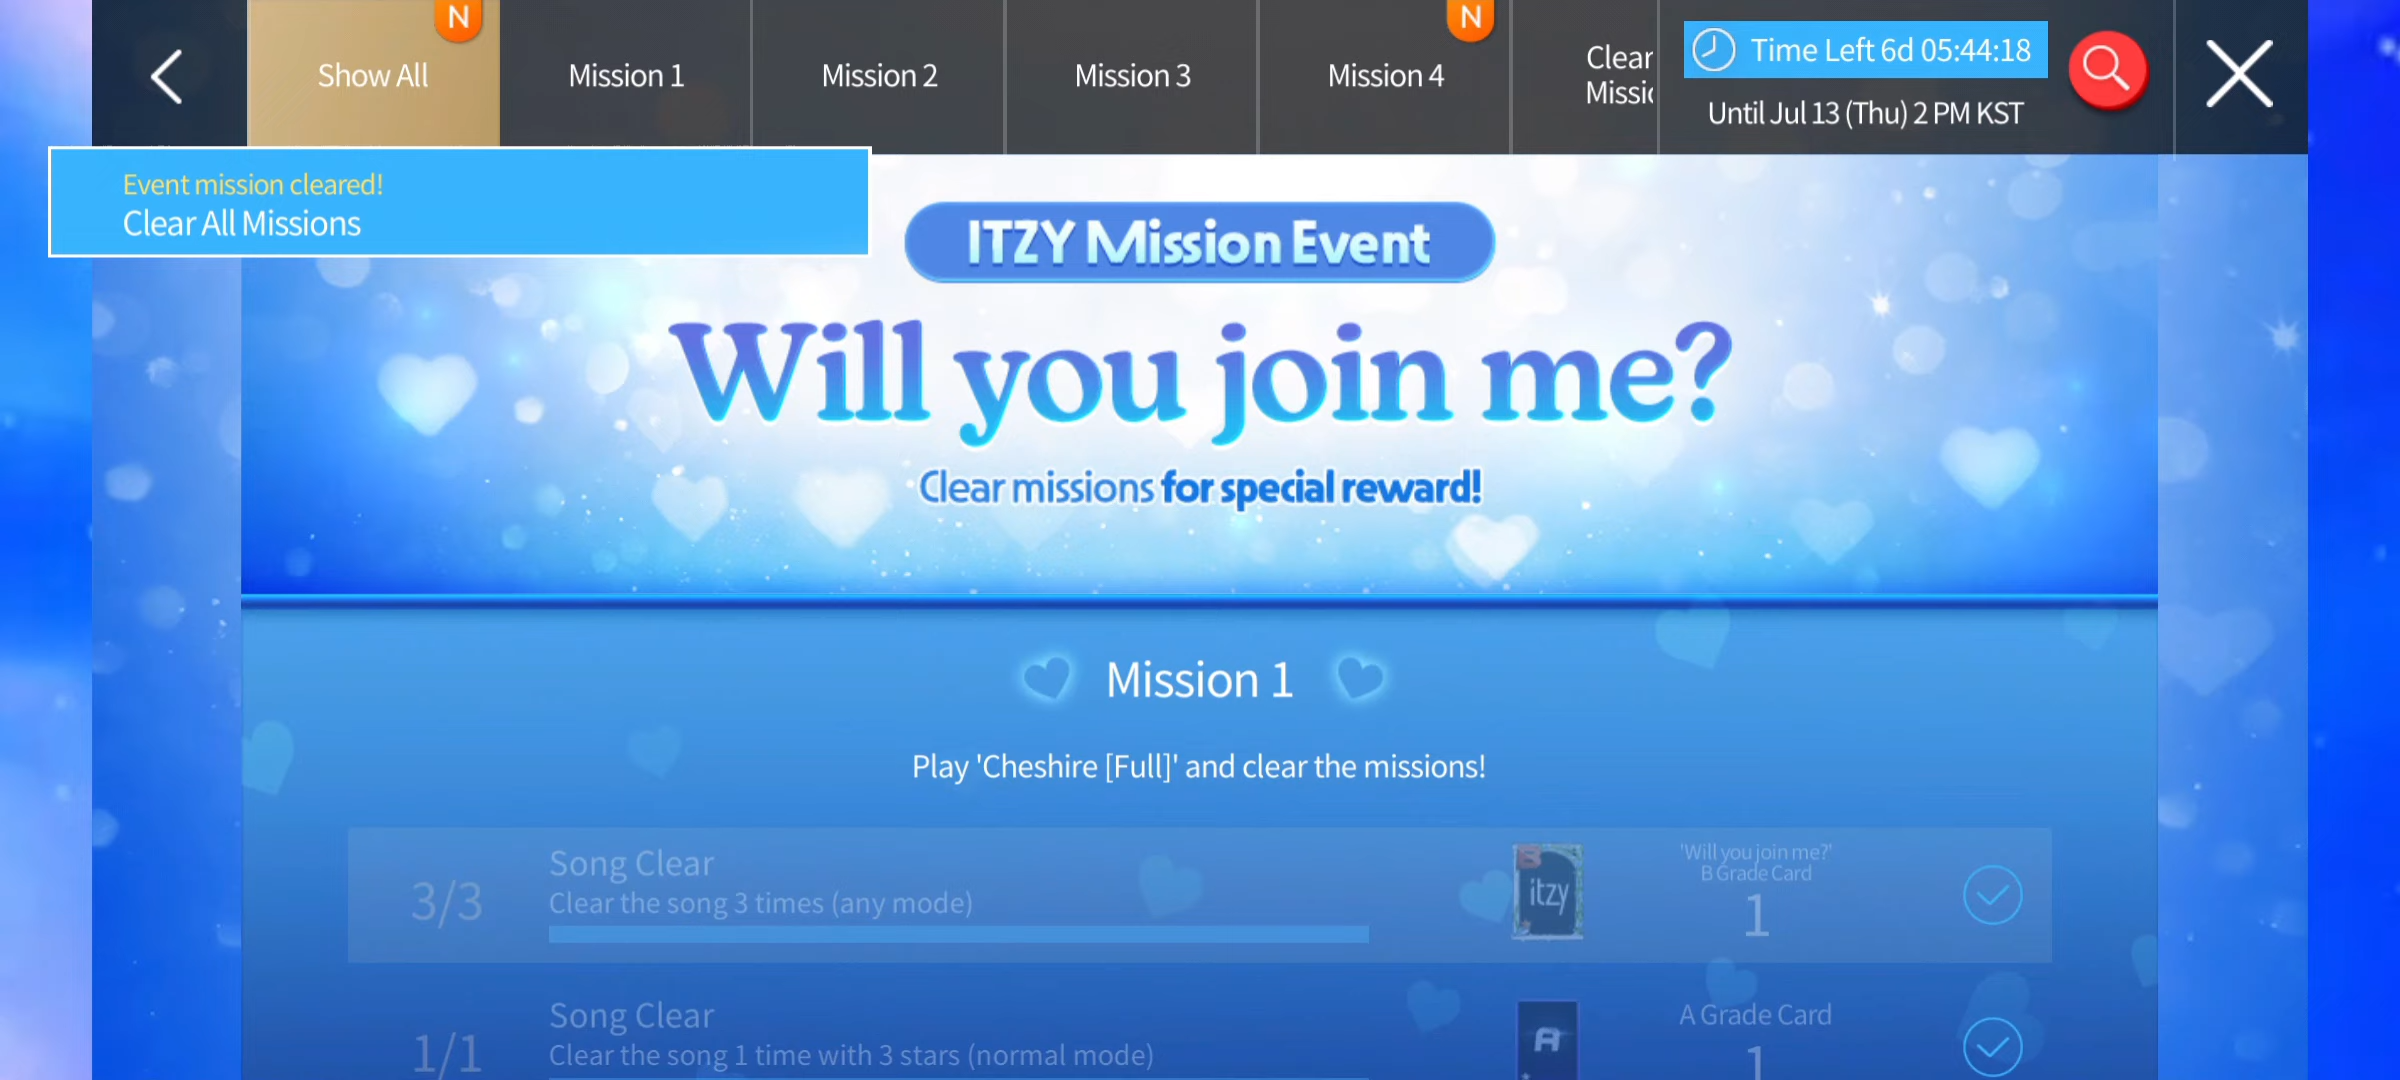 N
N
Show All
Mission 1
Mission 2
Mission 3
Mission 4
Clear
Time Left 6d 05:44:18
Until Jul 13 (Thu) 2 PM KST
Event mission cleared!
Clear All Missions
ITZY Mission Event
Will you join me?
Clear missions for special reward!
Mission 1
Play 'Cheshire [Full]' and clear the missions!
3/3
Song Clear
Clear the song 3 times (any mode)
B
itzy
'Will you join me?'
B Grade Card
1
1/1
Song Clear
Clear the song 1 time with 3 stars (normal mode)
A
A Grade Card
1